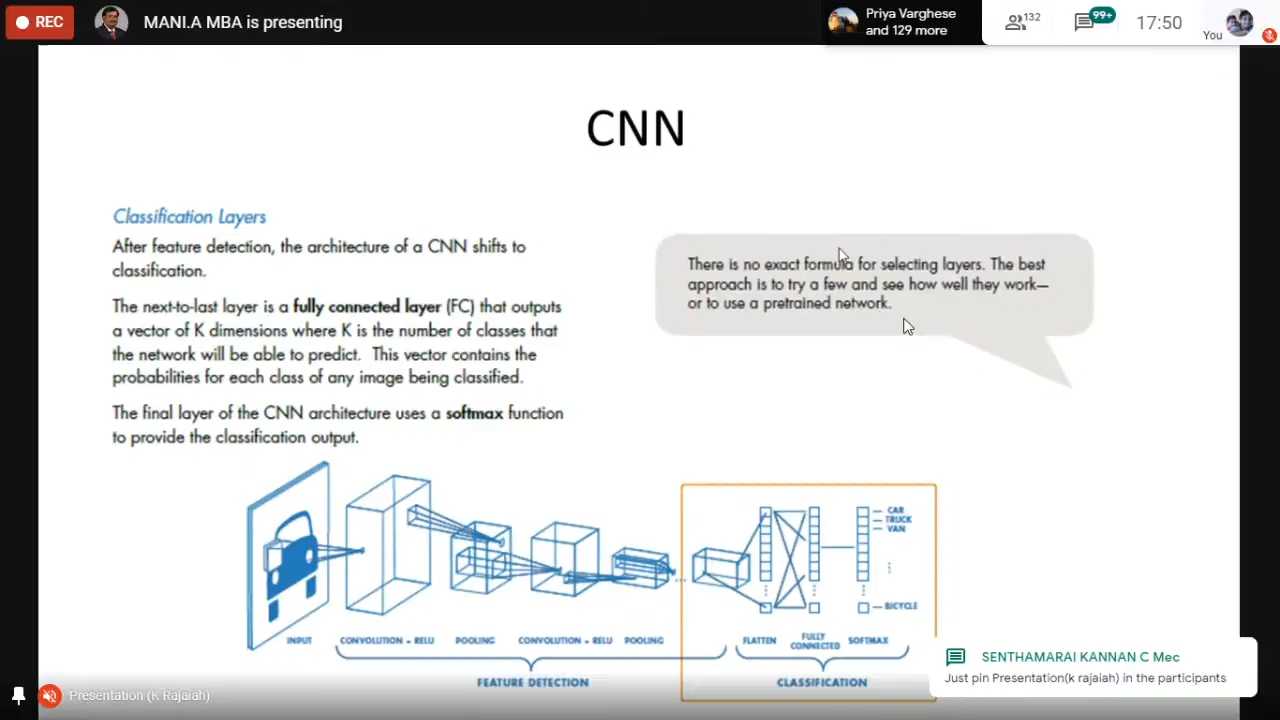 REC
MANI.A MBA is presenting
Priya Varghese
and 129 more
132
99+
17:50
You
CNN
Classification Layers
After feature detection, the architecture of a CNN shifts to
classification.
The next-to-last layer is a fully connected layer (FC) that outputs
a vector of K dimensions where K is the number of classes that
the network will be able to predict. This vector contains the
probabilities for each class of any image being classified.
The final layer of the CNN architecture uses a softmax function
to provide the classification output.
There is no exact formula for selecting layers. The best
approach is to try a few and see how well they work—
or to use a pretrained network.
CAR
TRUCK
VAN
BICYCLE
INPUT
CONVOLUTION + RELU
POOLING
CONVOLUTION + RELU
POOLING
FLATTEN
FULLY
CONNECTED
SOFTMAX
FEATURE DETECTION
CLASSIFICATION
SENTHAMARAI KANNAN C Mec
Just pin Presentation(k rajaiah) in the participants
Presentation (K Rajaiah)